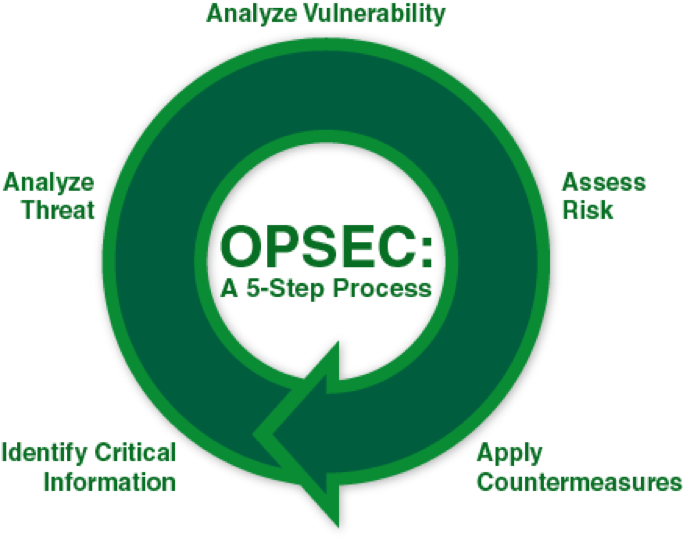 Analyze Vulnerability
Analyze
Threat
Assess
Risk
OPSEC:
A 5-Step Process
Identify Critical
Information
Apply
Countermeasures